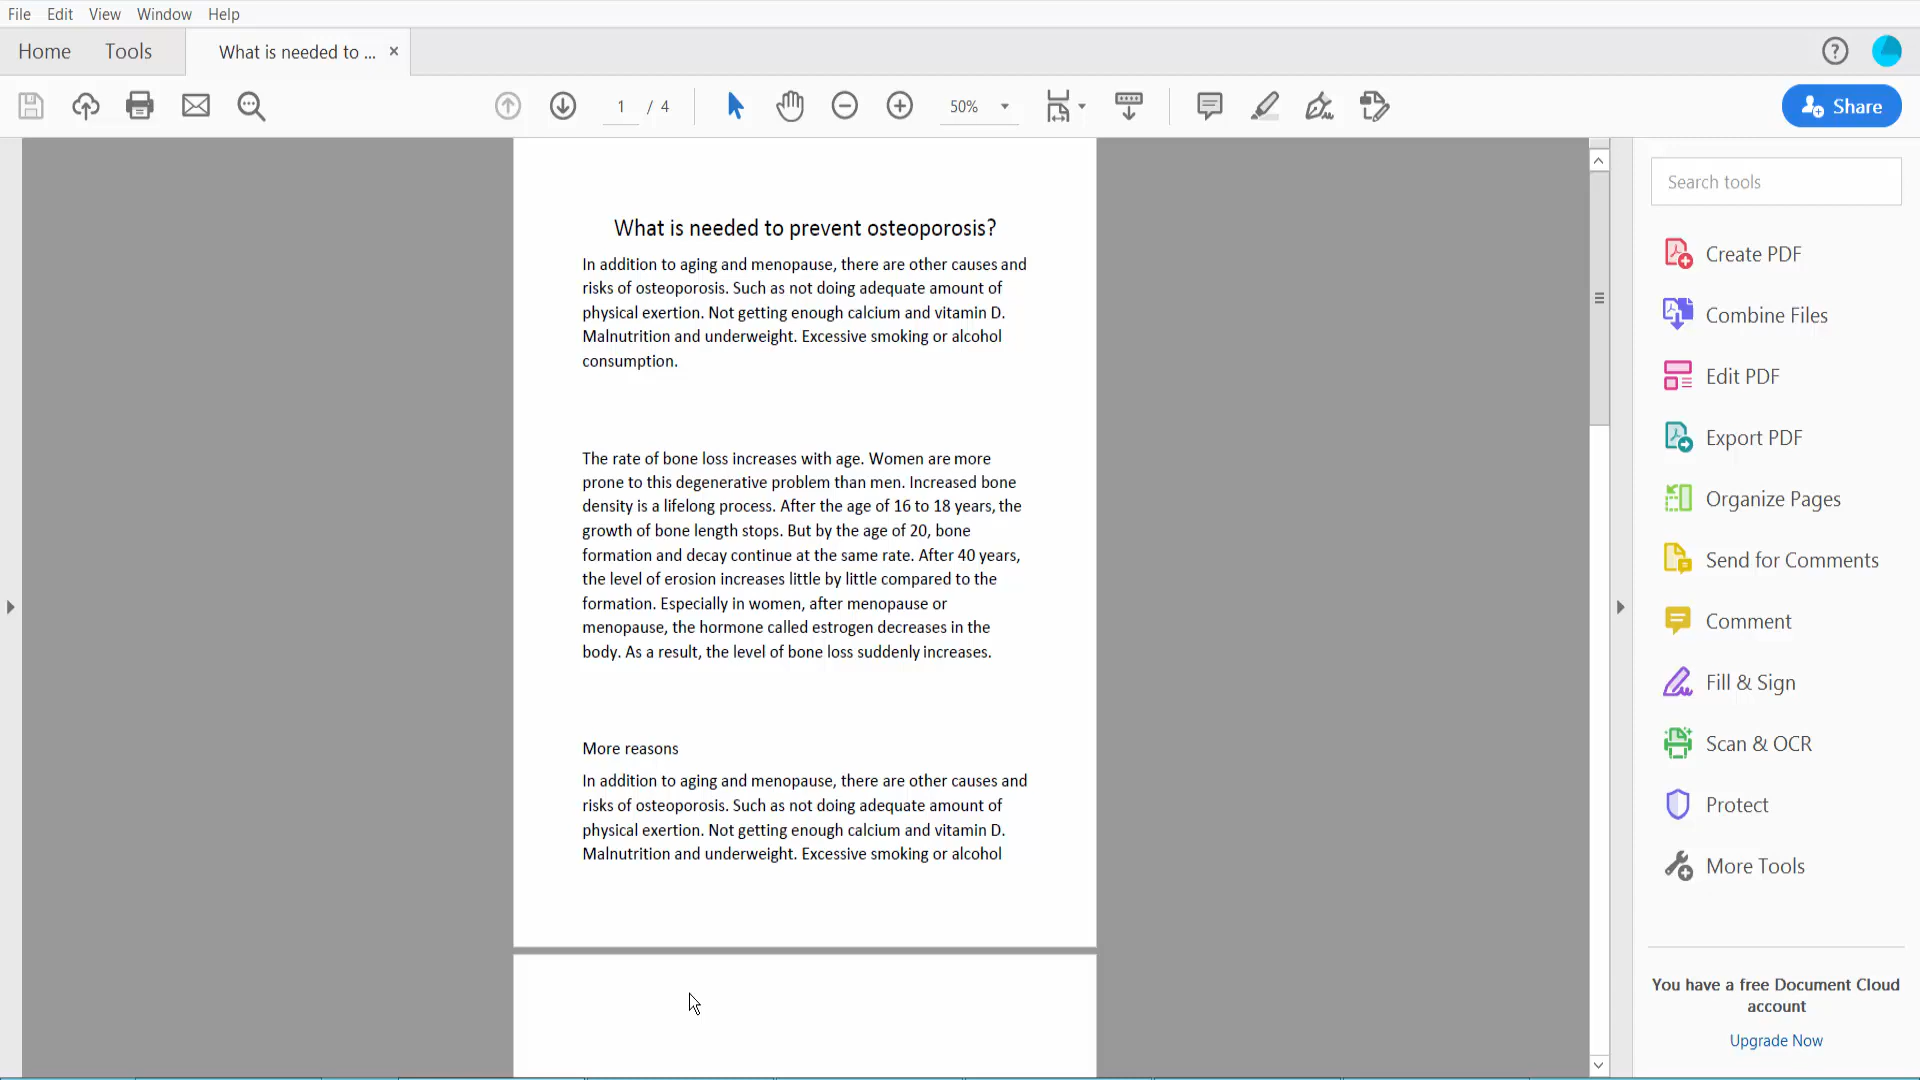 File Edit View Window Help
Home Tools What is needed to ... ×
1 / 4 50% Share
What is needed to prevent osteoporosis?
In addition to aging and menopause, there are other causes and
risks of osteoporosis. Such as not doing adequate amount of
physical exertion. Not getting enough calcium and vitamin D.
Malnutrition and underweight. Excessive smoking or alcohol
consumption.
The rate of bone loss increases with age. Women are more
prone to this degenerative problem than men. Increased bone
density is a lifelong process. After the age of 16 to 18 years, the
growth of bone length stops. But by the age of 20, bone
formation and decay continue at the same rate. After 40 years,
the level of erosion increases little by little compared to the
formation. Especially in women, after menopause or
menopause, the hormone called estrogen decreases in the
body. As a result, the level of bone loss suddenly increases.
More reasons
In addition to aging and menopause, there are other causes and
risks of osteoporosis. Such as not doing adequate amount of
physical exertion. Not getting enough calcium and vitamin D.
Malnutrition and underweight. Excessive smoking or alcohol
Search tools
Create PDF
Combine Files
Edit PDF
Export PDF
Organize Pages
Send for Comments
Comment
Fill & Sign
Scan & OCR
Protect
More Tools
You have a free Document Cloud
account
Upgrade Now